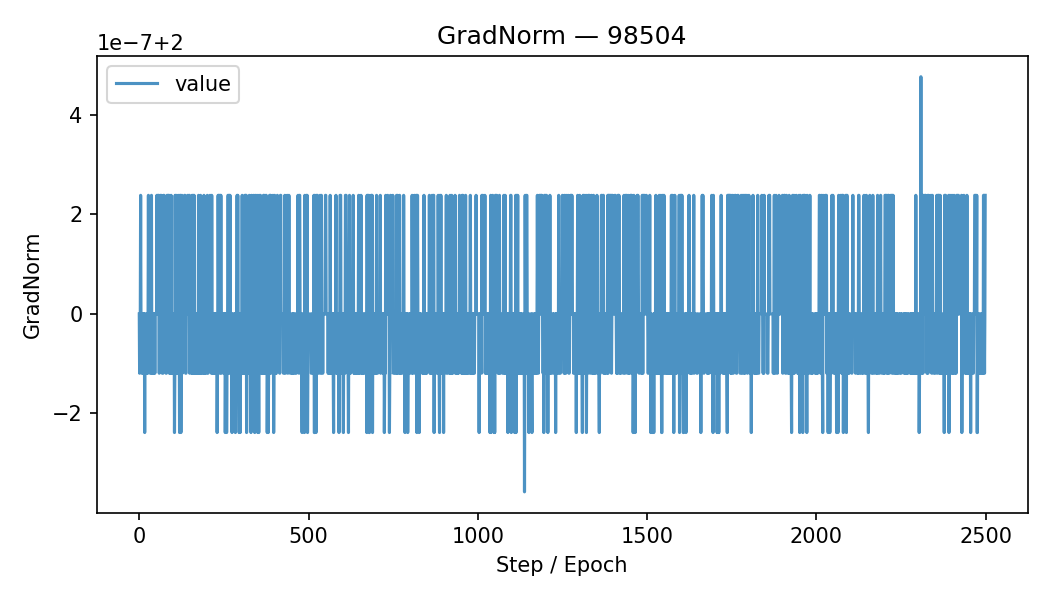 GradNorm — 98504
1e−7+2
value
4
2
0
−2
GradNorm
0 500 1000 1500 2000 2500
Step / Epoch